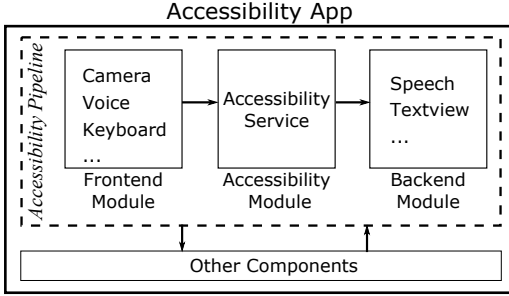 Accessibility App
Accessibility Pipeline
Camera
Voice
Keyboard
...
Frontend
Module
Accessibility
Service
Accessibility
Module
Speech
Textview
...
Backend
Module
Other Components